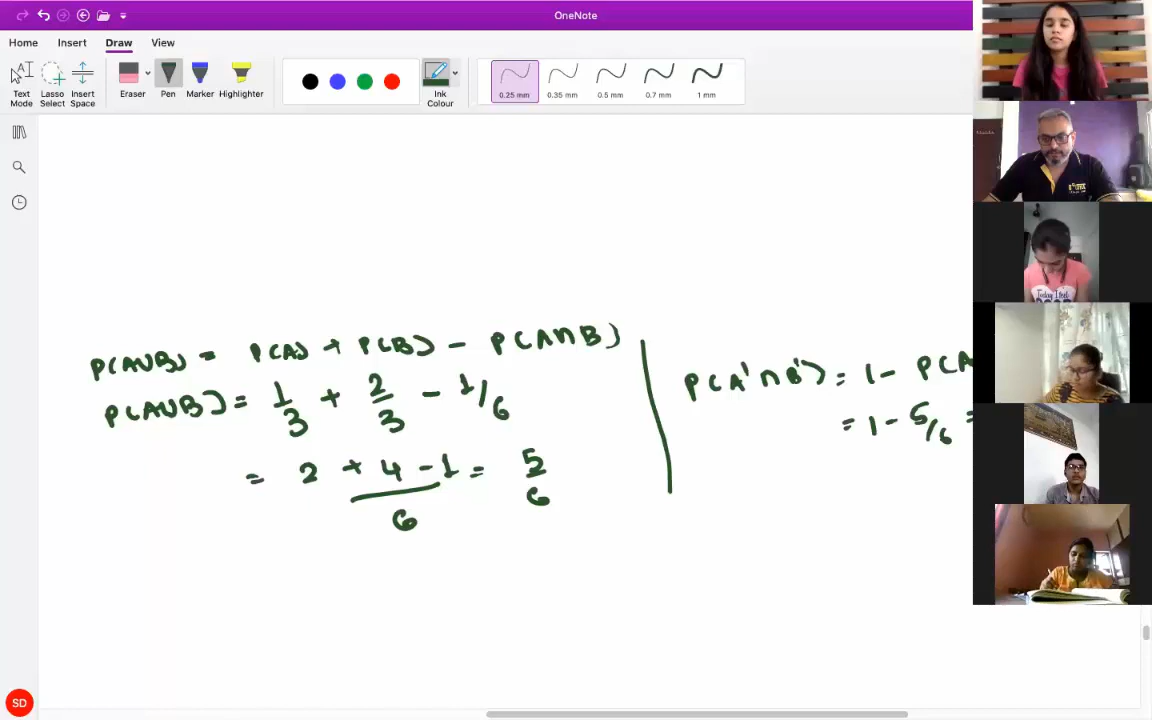 OneNote
Home Insert Draw View
Text Mode
Lasso Select
Insert Space
Eraser
Pen
Marker
Highlighter
Ink Colour
0.25 mm
0.35 mm
0.5 mm
0.7 mm
1 mm
P(A∪B) = P(A) + P(B) - P(A∩B)
P(A∪B) = 1/3 + 2/3 - 1/6
= 2 + 4 - 1 / 6 = 5/6
P(A'∩B') = 1 - P(A
= 1 - 5/6 =
Today I feel
SD